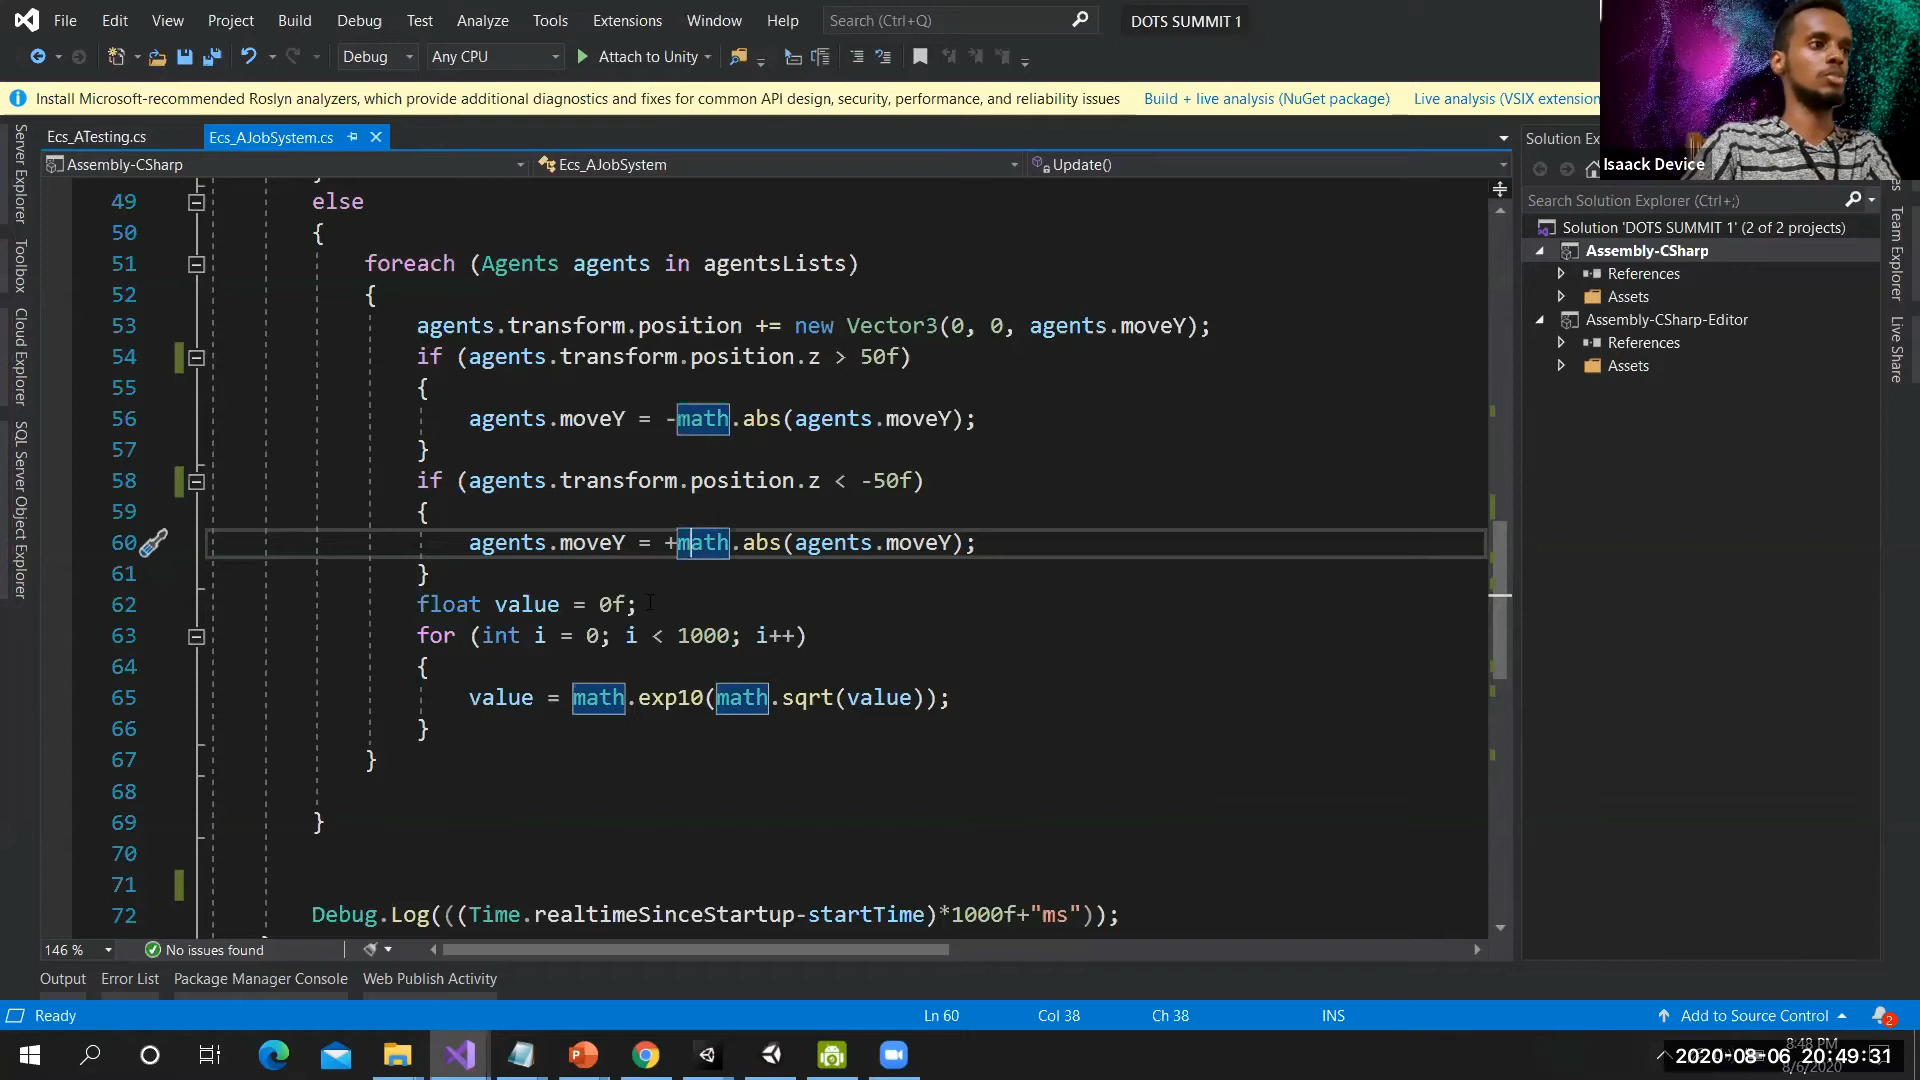 File Edit View Git Project Build Debug Test Analyze Tools Extensions Window Help Search (Ctrl+Q) DOTS SUMMIT 1
Debug Any CPU Attach to Unity
Install Microsoft-recommended Roslyn analyzers, which provide additional diagnostics and fixes for common API design, security, performance, and reliability issues Build + live analysis (NuGet package) Live analysis (VSIX extension
Isaack Device
Ecs_ATesting.cs Ecs_AJobSystem.cs
Assembly-CSharp Ecs_AJobSystem Update()
49 else
50 {
51 foreach (Agents agents in agentsLists)
52 {
53 agents.transform.position += new Vector3(0, 0, agents.moveY);
54 if (agents.transform.position.z > 50f)
55 {
56 agents.moveY = -math.abs(agents.moveY);
57 }
58 if (agents.transform.position.z < -50f)
59 {
60 agents.moveY = +math.abs(agents.moveY);
61 }
62 float value = 0f;
63 for (int i = 0; i < 1000; i++)
64 {
65 value = math.exp10(math.sqrt(value));
66 }
67 }
68
69 }
70
71
72 Debug.Log(((Time.realtimeSinceStartup-startTime)*1000f+"ms"));
Server Explorer
Toolbox
Cloud Explorer
SQL Server Object Explorer
Solution Ex
Search Solution Explorer (Ctrl+;)
Solution 'DOTS SUMMIT 1' (2 of 2 projects)
Assembly-CSharp
References
Assets
Assembly-CSharp-Editor
References
Assets
Team Explorer
Live Share
146 % No issues found
Output Error List Package Manager Console Web Publish Activity
Ready Ln 60 Col 38 Ch 38 INS Add to Source Control 2
8:48 PM
2020-08-06 20:49:31
8/6/2020